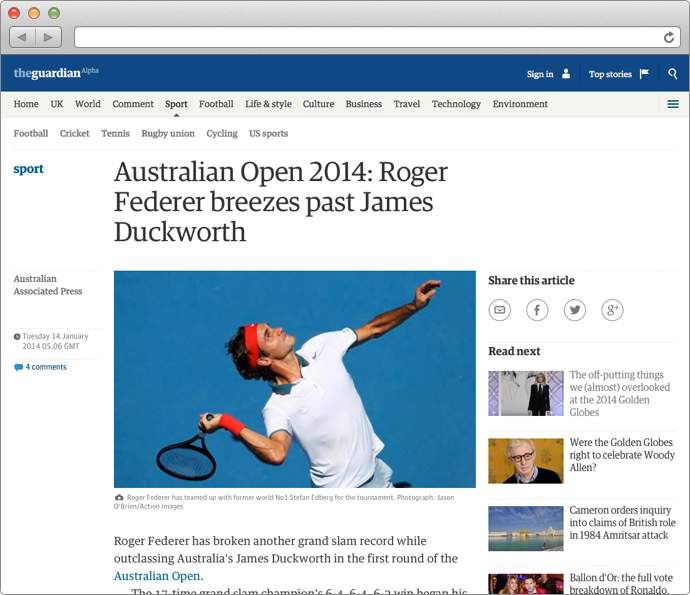 theguardian Alpha
Sign in
Top stories
Home UK World Comment Sport Football Life & style Culture Business Travel Technology Environment
Football Cricket Tennis Rugby union Cycling US sports
sport
Australian Open 2014: Roger
Federer breezes past James
Duckworth
Australian
Associated Press
Tuesday 14 January
2014 05.06 GMT
4 comments
Roger Federer has teamed up with former world No1 Stefan Edberg for the tournament. Photograph: Jason
O'Brien/Action Images
Roger Federer has broken another grand slam record while
outclassing Australia's James Duckworth in the first round of the
Australian Open.
The 17-time grand slam champion's 6-4, 6-4, 6-2 win began his
Share this article
f
g+
Read next
The off-putting things
we (almost) overlooked
at the 2014 Golden
Globes
Were the Golden Globes
right to celebrate Woody
Allen?
Cameron orders inquiry
into claims of British role
in 1984 Amritsar attack
Ballon d'Or: the full vote
breakdown of Ronaldo,